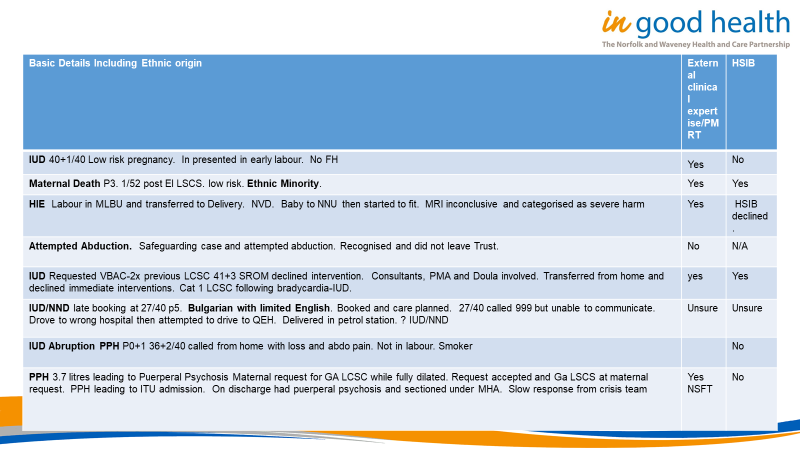 in good health
The Norfolk and Waveney Health and Care Partnership
Basic Details Including Ethnic origin
Extern
al
clinica
l
expert
ise/PM
RT
HSIB
IUD 40+1/40 Low risk pregnancy. In presented in early labour. No FH
Yes
No
Maternal Death P3. 1/52 post El LSCS. low risk. Ethnic Minority.
Yes
Yes
HIE Labour in MLBU and transferred to Delivery. NVD. Baby to NNU then started to fit. MRI inconclusive and categorised as severe harm
Yes
HSIB
declined
.
Attempted Abduction. Safeguarding case and attempted abduction. Recognised and did not leave Trust.
No
N/A
IUD Requested VBAC-2x previous LCSC 41+3 SROM declined intervention. Consultants, PMA and Doula involved. Transferred from home and
declined immediate interventions. Cat 1 LCSC following bradycardia-IUD.
yes
Yes
IUD/NND late booking at 27/40 p5. Bulgarian with limited English. Booked and care planned. 27/40 called 999 but unable to communicate.
Drove to wrong hospital then attempted to drive to QEH. Delivered in petrol station. ? IUD/NND
Unsure
Unsure
IUD Abruption PPH P0+1 36+2/40 called from home with loss and abdo pain. Not in labour. Smoker
No
PPH 3.7 litres leading to Puerperal Psychosis Maternal request for GA LCSC while fully dilated. Request accepted and Ga LSCS at maternal
request. PPH leading to ITU admission. On discharge had puerperal psychosis and sectioned under MHA. Slow response from crisis team
Yes
NSFT
No